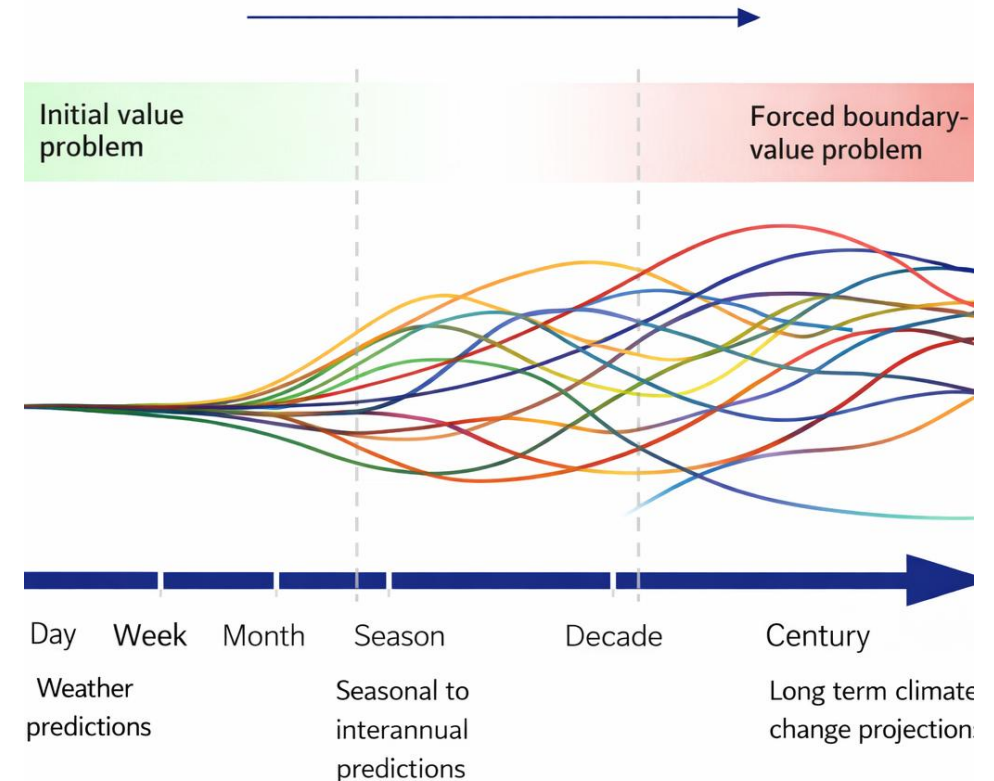 Initial value
problem
Forced boundary-
value problem
Day Week Month Season Decade Century
Weather
predictions
Seasonal to
interannual
predictions
Long term climate
change projection